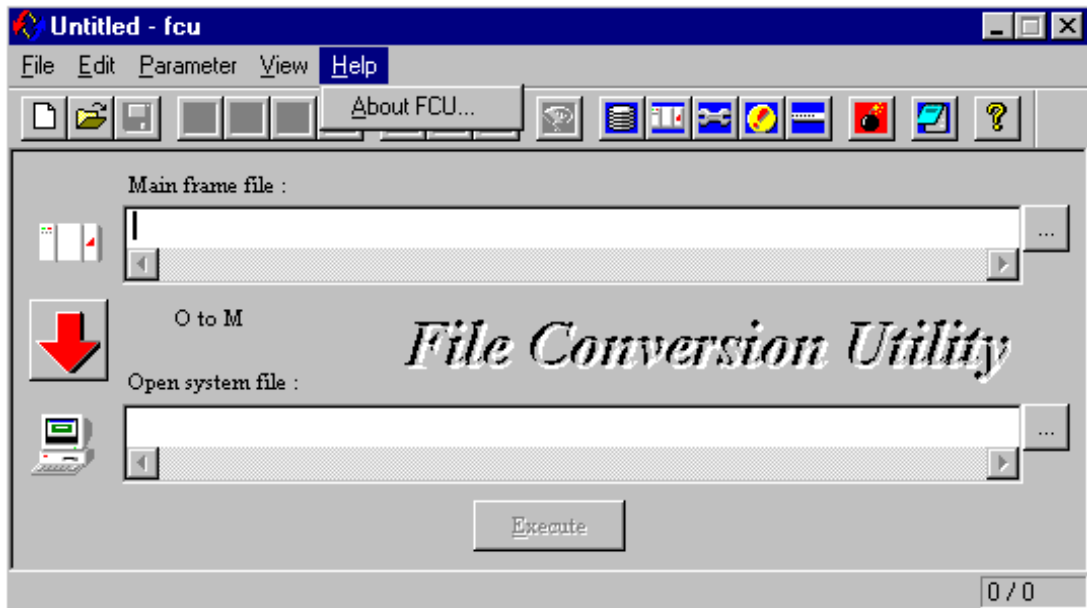 Untitled - fcu
File Edit Parameter View Help
About FCU...
Main frame file :
...
O to M
File Conversion Utility
Open system file :
...
Execute
0 / 0